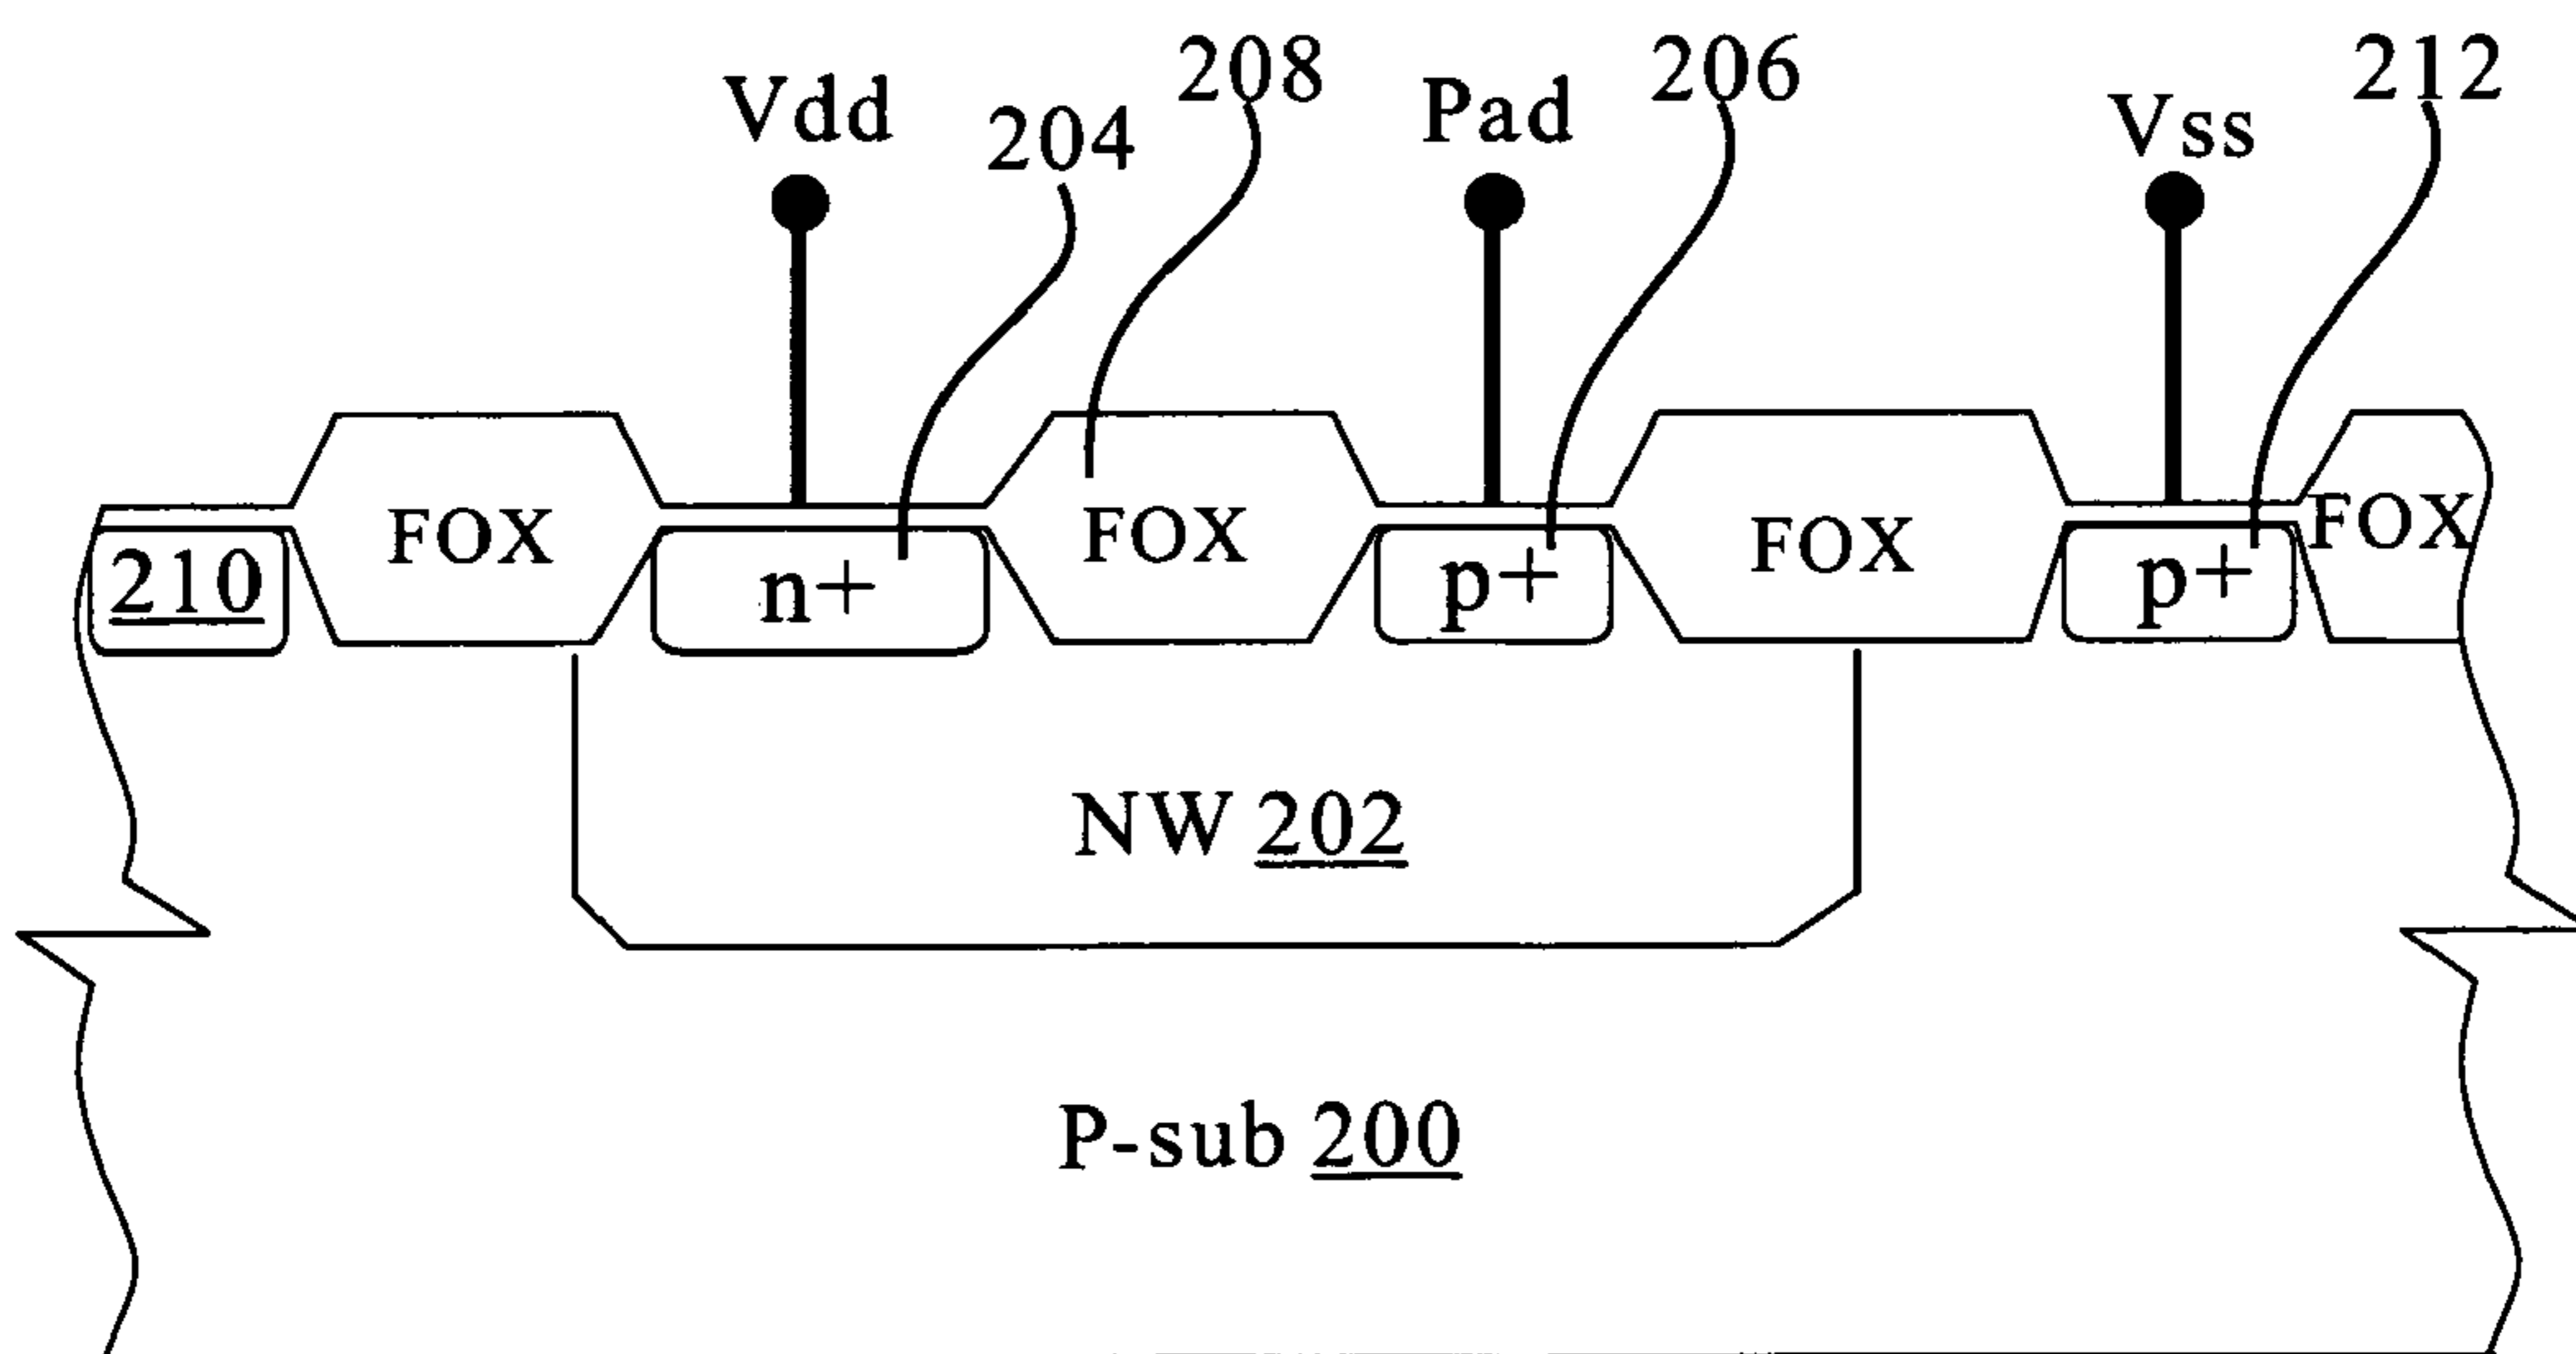 208 206 212
Vdd Pad Vss
204
FOX FOX FOX FOX
210 n+ p+ p+
NW 202
P-sub 200